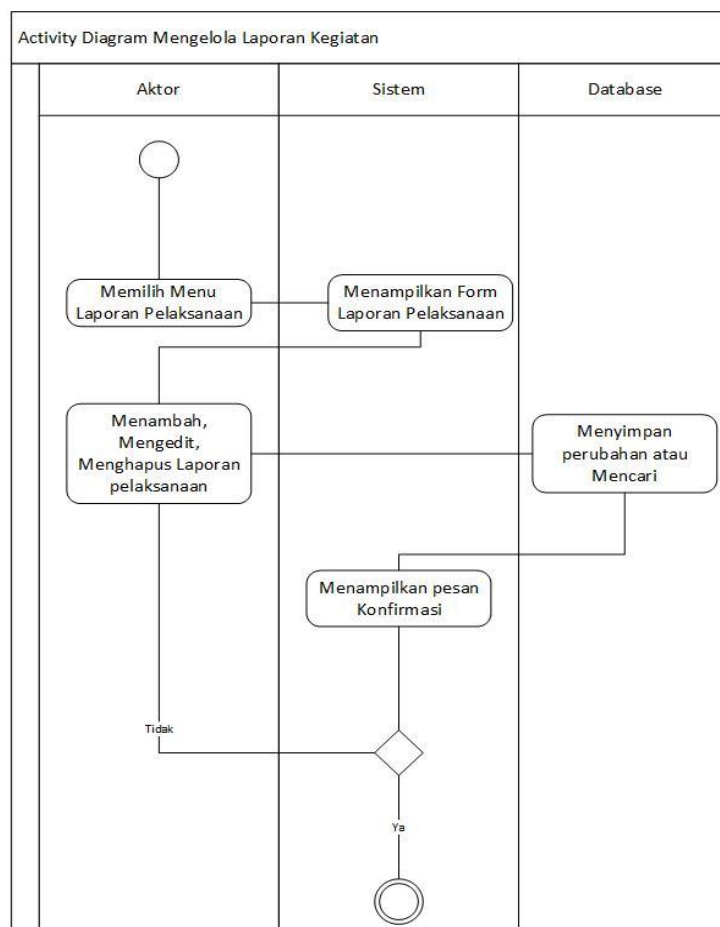 Activity Diagram Mengelola Laporan Kegiatan
Aktor
Sistem
Database
Memilih Menu
Laporan Pelaksanaan
Menampilkan Form
Laporan Pelaksanaan
Menambah,
Mengedit,
Menghapus Laporan
pelaksanaan
Menyimpan
perubahan atau
Mencari
Menampilkan pesan
Konfirmasi
Tidak
Ya